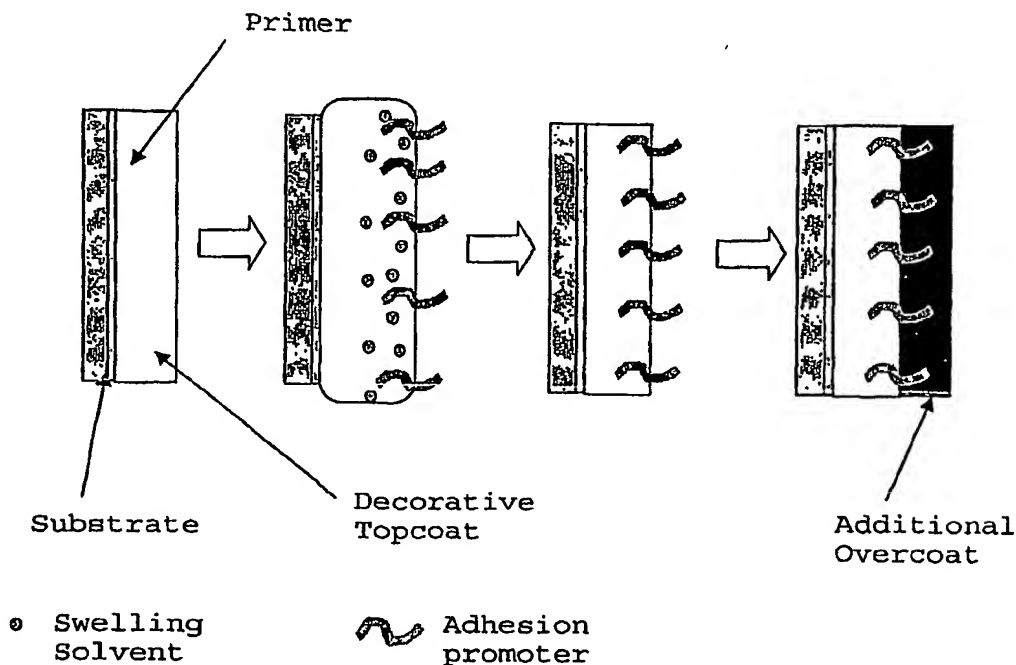 Primer
Substrate
Decorative
Topcoat
Additional
Overcoat
Swelling
Solvent
Adhesion
promoter